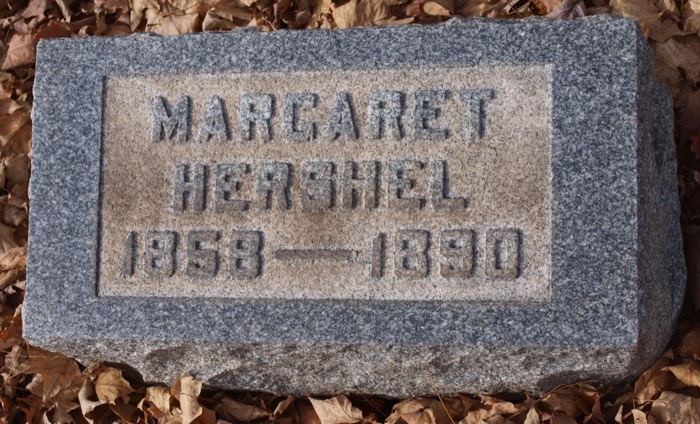 MARGARET
HERSHEL
1858 — 1890